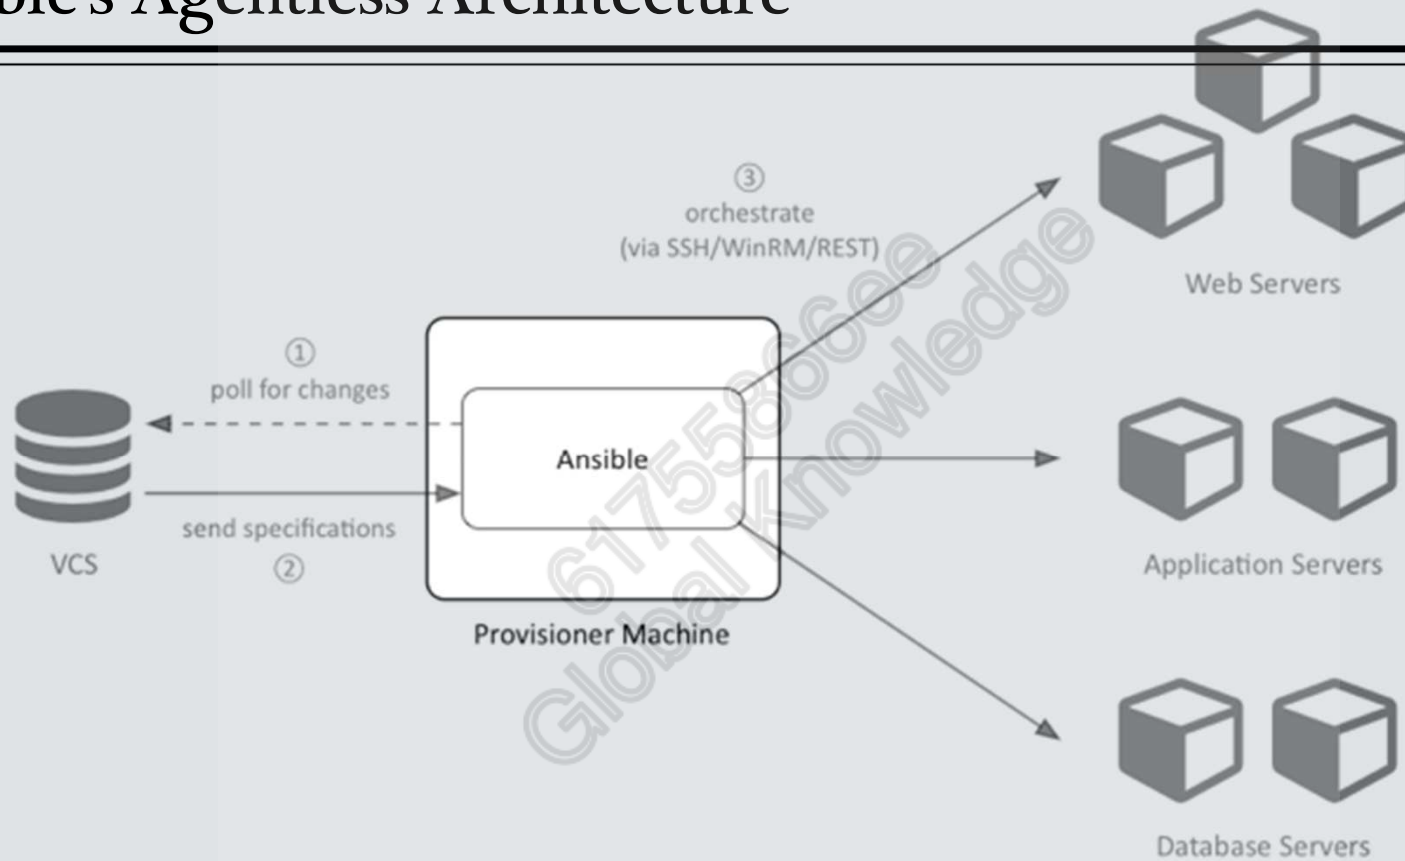 ble's Agentless Architecture
③
orchestrate
(via SSH/WinRM/REST)
Web Servers
①
poll for changes
Ansible
send specifications
②
VCS
Application Servers
Provisioner Machine
Database Servers
61755866ee
Global Knowledge